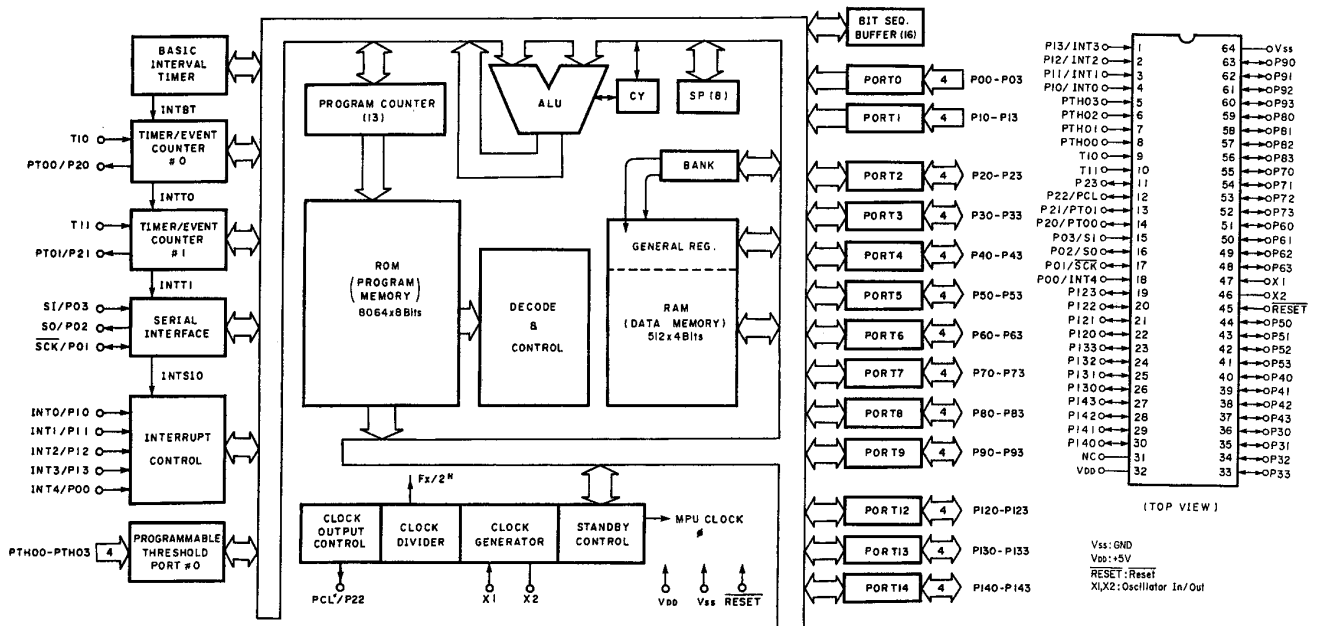 BASIC
INTERVAL
TIMER
INTBT
TI0
PTO0/P20
TIMER/EVENT
COUNTER
#0
INTT0
TI1
PTO1/P21
TIMER/EVENT
COUNTER
#1
INTT1
SI/P03
SO/P02
SCK/P01
SERIAL
INTERFACE
INTSIO
INT0/P10
INT1/P11
INT2/P12
INT3/P13
INT4/P00
INTERRUPT
CONTROL
PTH00-PTH03
4
PROGRAMMABLE
THRESHOLD
PORT #0
PROGRAM COUNTER
(13)
ALU
CY
SP (8)
BANK
ROM
(PROGRAM
MEMORY)
8064x8Bits
DECODE
&
CONTROL
GENERAL REG.
RAM
(DATA MEMORY)
512x4Bits
Fx/2ᴺ
CLOCK
OUTPUT
CONTROL
CLOCK
DIVIDER
CLOCK
GENERATOR
STANDBY
CONTROL
MPU CLOCK
ø
PCL/P22
X1
X2
VDD
Vss
RESET
BIT SEQ.
BUFFER (16)
PORT0 4 P00-P03
PORT1 4 P10-P13
PORT2 4 P20-P23
PORT3 4 P30-P33
PORT4 4 P40-P43
PORT5 4 P50-P53
PORT6 4 P60-P63
PORT7 4 P70-P73
PORT8 4 P80-P83
PORT9 4 P90-P93
PORT12 4 P120-P123
PORT13 4 P130-P133
PORT14 4 P140-P143
P13/INT3 1 64 Vss
P12/INT2 2 63 P90
P11/INT1 3 62 P91
P10/INT0 4 61 P92
PTH03 5 60 P93
PTH02 6 59 P80
PTH01 7 58 P81
PTH00 8 57 P82
TI0 9 56 P83
TI1 10 55 P70
P23 11 54 P71
P22/PCL 12 53 P72
P21/PTO1 13 52 P73
P20/PTO0 14 51 P60
P03/SI 15 50 P61
P02/SO 16 49 P62
P01/SCK 17 48 P63
P00/INT4 18 47 X1
P123 19 46 X2
P122 20 45 RESET
P121 21 44 P50
P120 22 43 P51
P133 23 42 P52
P132 24 41 P53
P131 25 40 P40
P130 26 39 P41
P143 27 38 P42
P142 28 37 P43
P141 29 36 P30
P140 30 35 P31
NC 31 34 P32
VDD 32 33 P33
(TOP VIEW)
Vss: GND
VDD: +5V
RESET: Reset
X1,X2: Oscillator In/Out